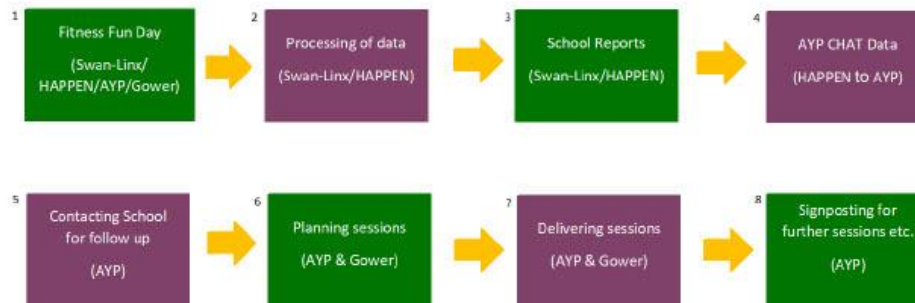 1
Fitness Fun Day
(Swan-Linx/
HAPPEN/AYP/Gower)
2
Processing of data
(Swan-Linx/HAPPEN)
3
School Reports
(Swan-Linx/HAPPEN)
4
AYP CHAT Data
(HAPPEN to AYP)
5
Contacting School
for follow up
(AYP)
6
Planning sessions
(AYP & Gower)
7
Delivering sessions
(AYP & Gower)
8
Signposting for
further sessions etc.
(AYP)